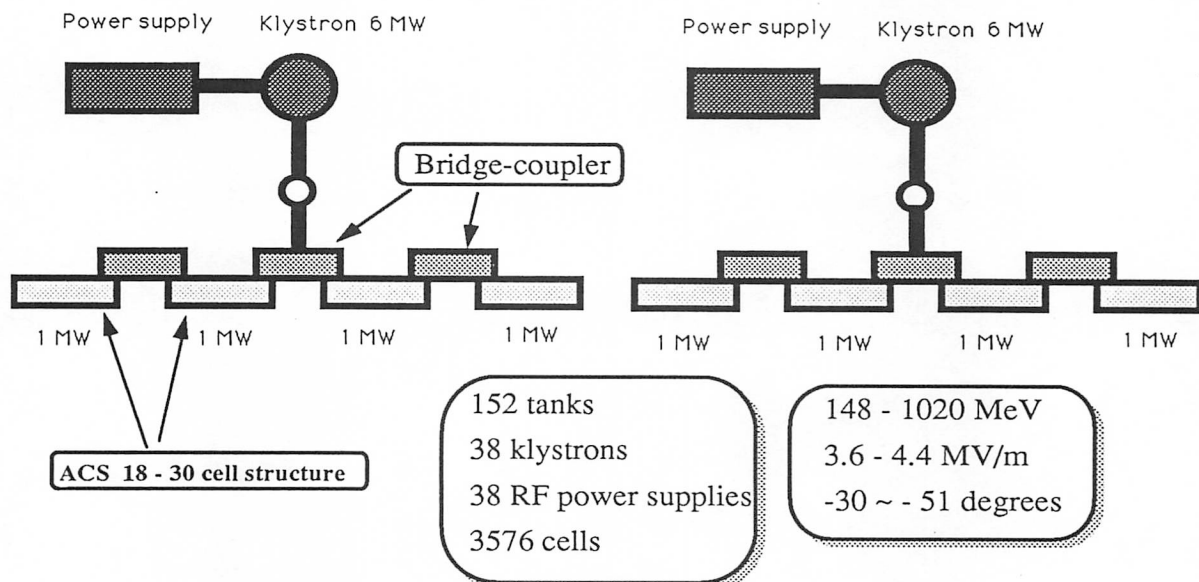 Power supply Klystron 6 MW
Power supply Klystron 6 MW
Bridge-coupler
1 MW 1 MW 1 MW 1 MW
1 MW 1 MW 1 MW 1 MW
ACS 18 - 30 cell structure
152 tanks
38 klystrons
38 RF power supplies
3576 cells
148 - 1020 MeV
3.6 - 4.4 MV/m
-30 ~ - 51 degrees